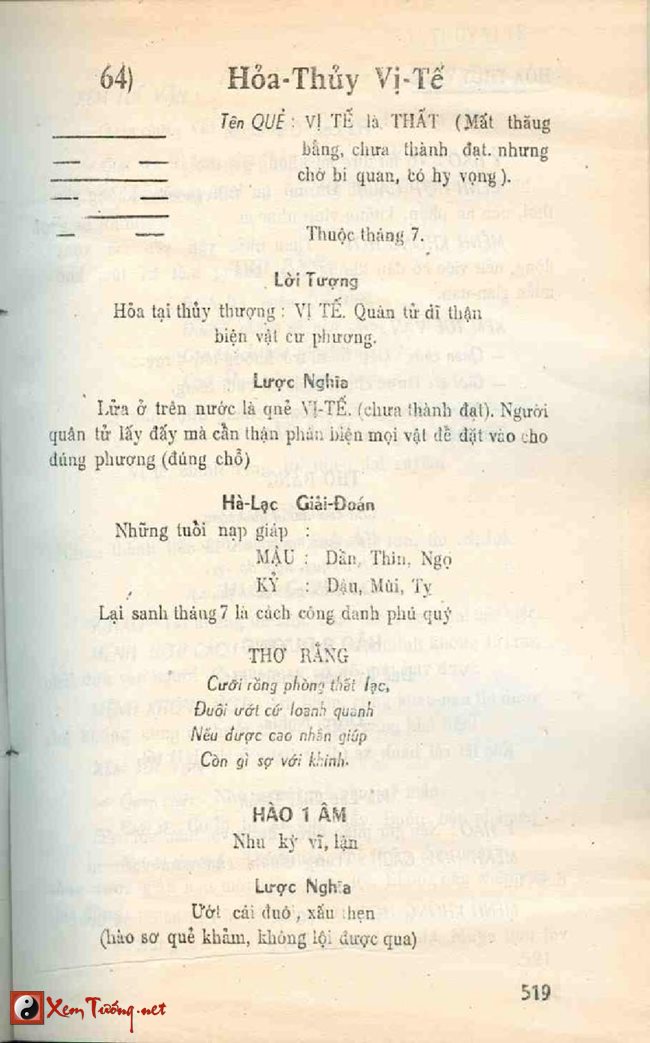 64) Hỏa-Thủy Vị-Tế
Tên QUẺ : VỊ TẾ là THẤT (Mất thăug
bằng, chưa thành đạt. nhưng
chớ bi quan, có hy vọng ).
Thuộc tháng 7.
Lời Tượng
Hỏa tại thủy thượng : VỊ TẾ. Quân tử dĩ thận
biện vật cư phương.
Lược Nghĩa
Lửa ở trên nước là quẻ VỊ-TẾ. (chưa thành đạt). Người
quân tử lấy đấy mà cẩn thận phân biện mọi vật để đặt vào cho
đúng phương (đúng chỗ)
Hà-Lạc Giải-Đoán
Những tuổi nạp giáp :
MẬU : Dần, Thìn, Ngọ
KỶ : Dậu, Mùi, Tỵ
Lại sanh tháng 7 là cách công danh phú quý
THƠ RẰNG
Cưỡi rồng phòng thất lạc,
Đuôi ướt cứ loanh quanh
Nếu được cao nhân giúp
Còn gì sợ với khinh.
HÀO 1 ÂM
Nhu kỳ vĩ, lận
Lược Nghĩa
Ướt cái đuô, xấu thẹn
(hào sơ quẻ khảm, không lội được qua)
519
XemTướng.net